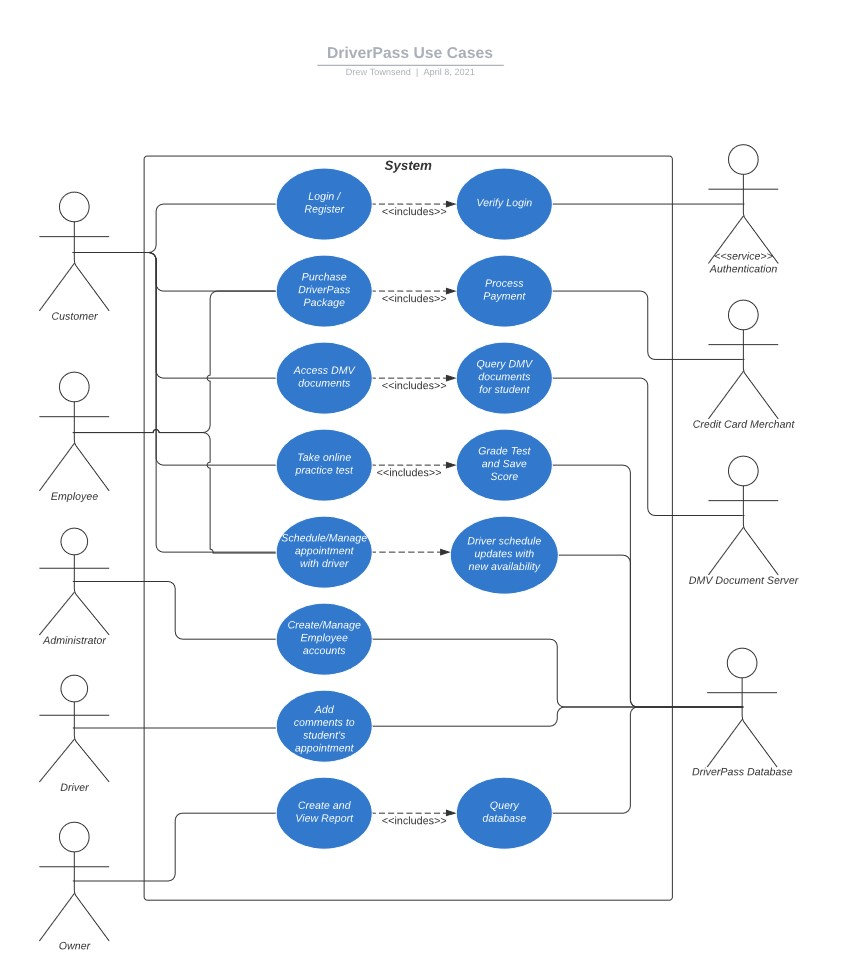 DriverPass Use Cases
Drew Townsend | April 8, 2021
System
Login /
Register
<<includes>>
Verify Login
<<service>>
Authentication
Customer
Purchase
DriverPass
Package
<<includes>>
Process
Payment
Credit Card Merchant
Access DMV
documents
<<includes>>
Query DMV
documents
for student
Employee
Take online
practice test
<<includes>>
Grade Test
and Save
Score
DMV Document Server
Schedule/Manage
appointment
with driver
Driver schedule
updates with
new availability
Administrator
Create/Manage
Employee
accounts
Add
comments to
student's
appointment
DriverPass Database
Driver
Create and
View Report
<<includes>>
Query
database
Owner